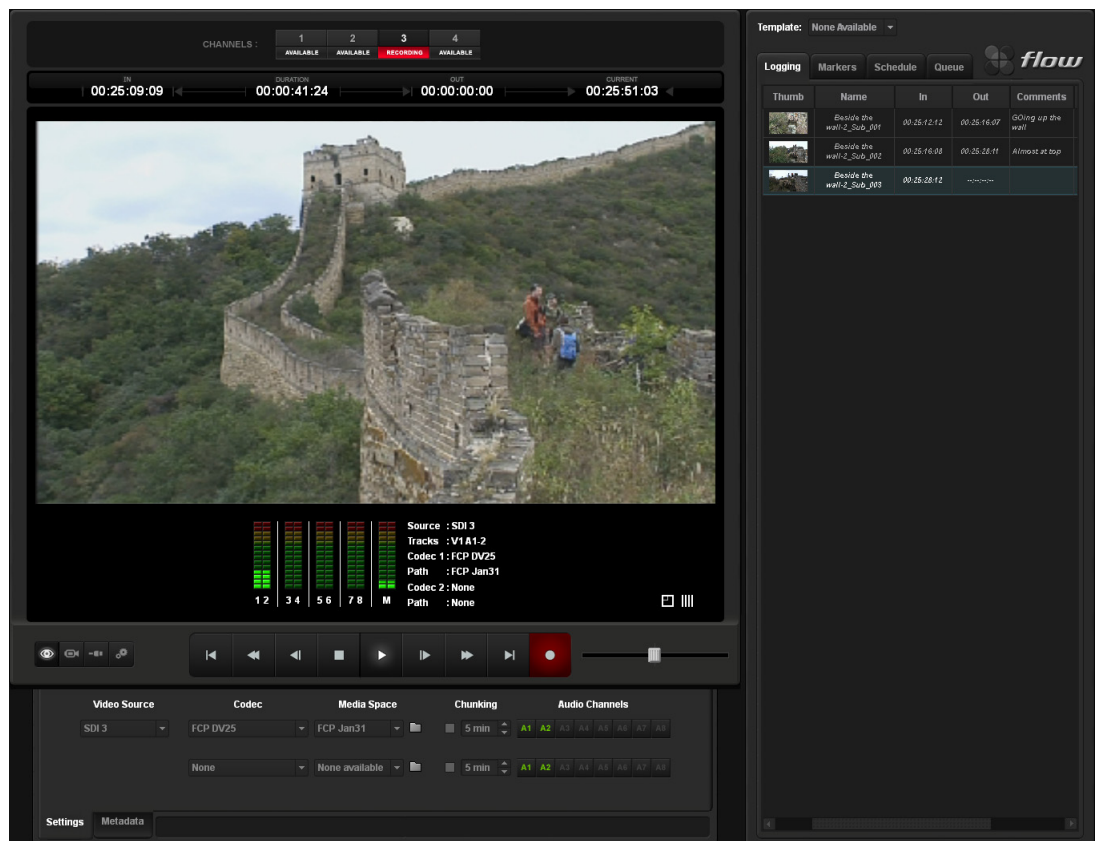 CHANNELS :
1 2 3 4
AVAILABLE AVAILABLE RECORDING AVAILABLE
IN DURATION OUT CURRENT
00:25:09:09 00:00:41:24 00:00:00:00 00:25:51:03
Source : SDI 3
Tracks : V1 A1-2
Codec 1 : FCP DV25
Path : FCP Jan31
Codec 2 : None
Path : None
1 2 3 4 5 6 7 8 M
Video Source Codec Media Space Chunking Audio Channels
SDI 3 FCP DV25 FCP Jan31 5 min A1 A2 A3 A4 A5 A6 A7 A8
None None available 5 min A1 A2 A3 A4 A5 A6 A7 A8
Settings Metadata
Template: None Available
flow
Logging Markers Schedule Queue
Thumb Name In Out Comments
Beside the
wall-2_Sub_001 00:25:12:12 00:25:16:07 GOing up the
wall
Beside the
wall-2_Sub_002 00:25:16:08 00:25:28:11 Almost at top
Beside the
wall-2_Sub_003 00:25:28:12 --:--:--:--